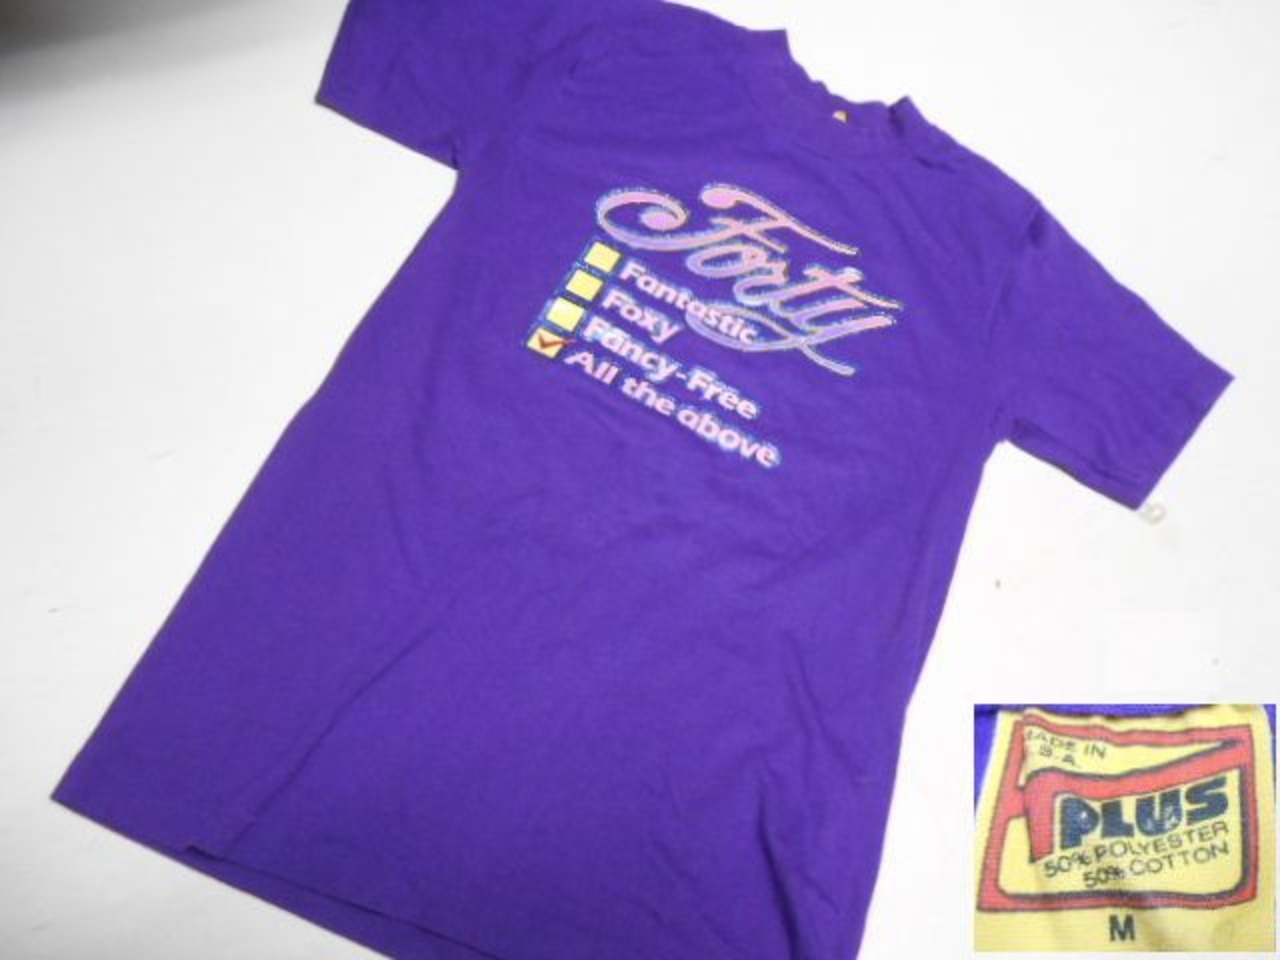 Forty
Fantastic
Foxy
Fancy-Free
All the above
MADE IN
U.S.A.
T PLUS
50% POLYESTER
50% COTTON
M